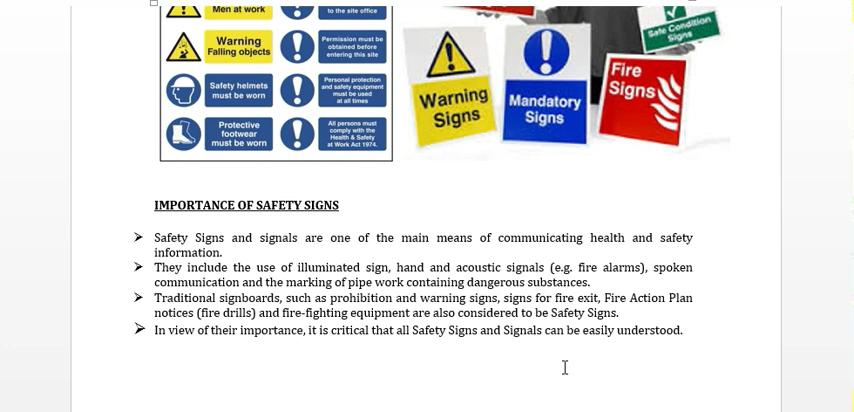 Men at work
to the site office
Warning
Falling objects
Permission must be
obtained before
entering this site
Safety helmets
must be worn
Personal protection
and safety equipment
must be used
at all times
Protective
footwear
must be worn
All persons must
comply with the
Health & Safety
at Work Act 1974.
Warning
Signs
Mandatory
Signs
Fire
Signs
Safe Condition
Signs
IMPORTANCE OF SAFETY SIGNS
➢ Safety Signs and signals are one of the main means of communicating health and safety
information.
➢ They include the use of illuminated sign, hand and acoustic signals (e.g. fire alarms), spoken
communication and the marking of pipe work containing dangerous substances.
➢ Traditional signboards, such as prohibition and warning signs, signs for fire exit, Fire Action Plan
notices (fire drills) and fire-fighting equipment are also considered to be Safety Signs.
➢ In view of their importance, it is critical that all Safety Signs and Signals can be easily understood.